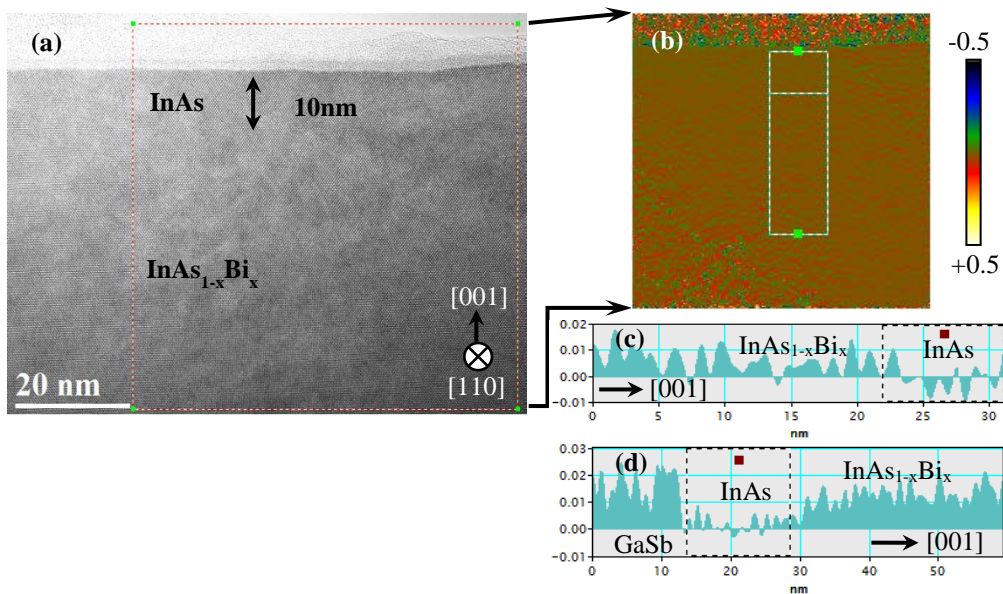 (a)
InAs
10nm
InAs1-xBix
[001]
[110]
20 nm
(b)
-0.5
+0.5
(c)
InAs1-xBix
InAs
[001]
0.02
0.01
0.00
-0.01
0 5 10 15 20 25 30
nm
(d)
InAs
InAs1-xBix
GaSb
[001]
0.03
0.02
0.01
0.00
-0.01
0 10 20 30 40 50
nm